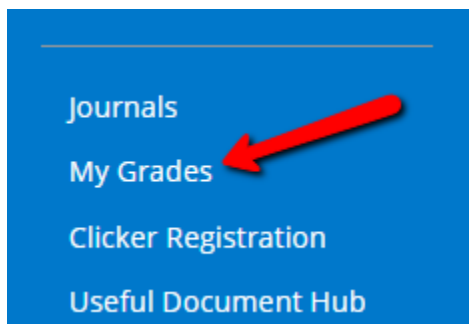 Journals
My Grades
Clicker Registration
Useful Document Hub